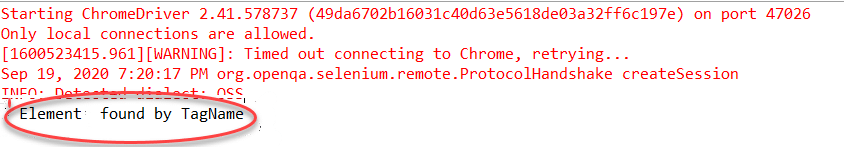 Starting ChromeDriver 2.41.578737 (49da6702b16031c40d63e5618de03a32ff6c197e) on port 47026
Only local connections are allowed.
[1600523415.961][WARNING]: Timed out connecting to Chrome, retrying...
Sep 19, 2020 7:20:17 PM org.openqa.selenium.remote.ProtocolHandshake createSession
INFO: Detected dialect: OSS
Element found by TagName